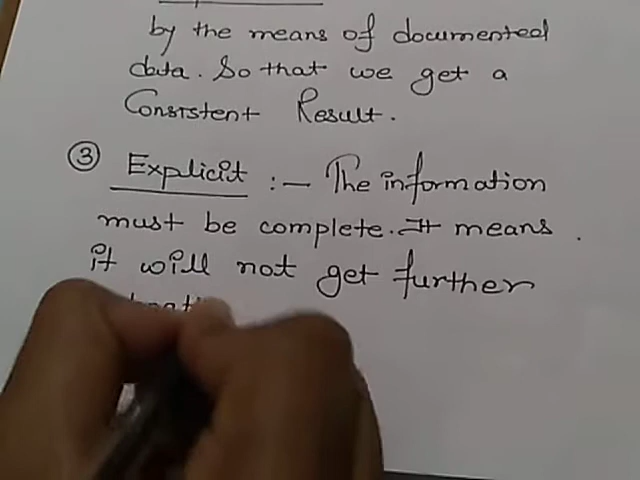 by the means of documented
data. So that we get a
Consistent Result.
③ Explicit :- The information
must be complete. It means
it will not get further